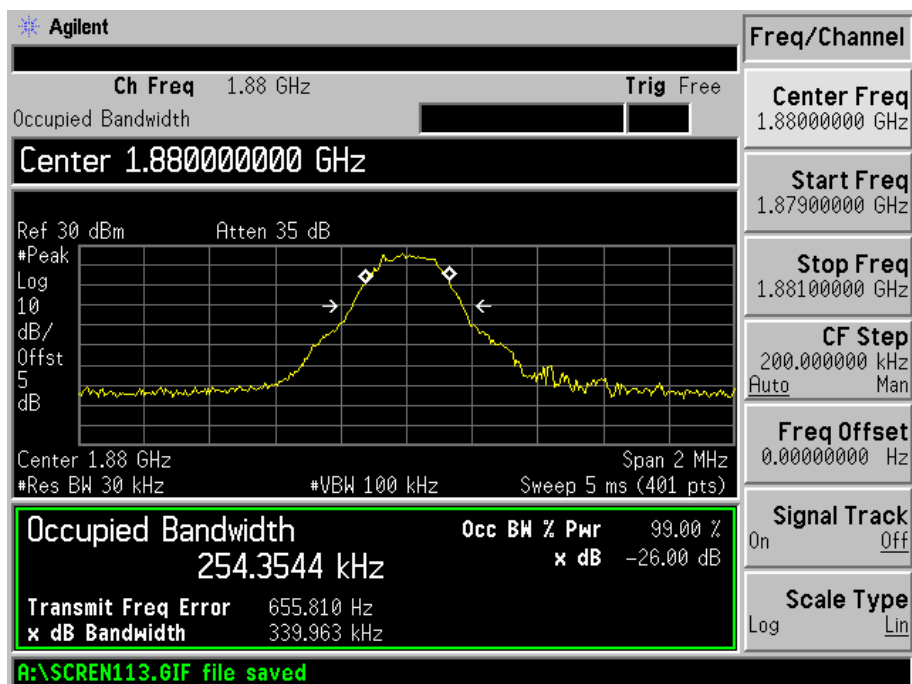 Agilent
Freq/Channel
Ch Freq 1.88 GHz Trig Free
Occupied Bandwidth
Center 1.880000000 GHz
Ref 30 dBm Atten 35 dB
#Peak
Log
10
dB/
Offst
5
dB
Center 1.88 GHz Span 2 MHz
#Res BW 30 kHz #VBW 100 kHz Sweep 5 ms (401 pts)
Occupied Bandwidth
254.3544 kHz
Occ BW % Pwr 99.00 %
x dB -26.00 dB
Transmit Freq Error 655.810 Hz
x dB Bandwidth 339.963 kHz
A:\SCREN113.GIF file saved
Center Freq
1.88000000 GHz
Start Freq
1.87900000 GHz
Stop Freq
1.88100000 GHz
CF Step
200.000000 kHz
Auto Man
Freq Offset
0.00000000 Hz
Signal Track
On Off
Scale Type
Log Lin